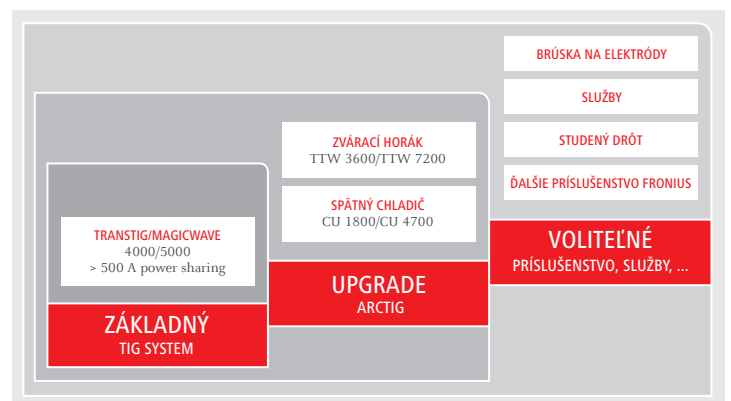 TRANSTIG/MAGICWAVE
4000/5000
> 500 A power sharing
ZÁKLADNÝ
TIG SYSTEM
ZVÁRACÍ HORÁK
TTW 3600/TTW 7200
SPÄTNÝ CHLADIČ
CU 1800/CU 4700
UPGRADE
ARCTIG
BRÚSKA NA ELEKTRÓDY
SLUŽBY
STUDENÝ DRÔT
ĎALŠIE PRÍSLUŠENSTVO FRONIUS
VOLITEĽNÉ
PRÍSLUŠENSTVO, SLUŽBY, ...